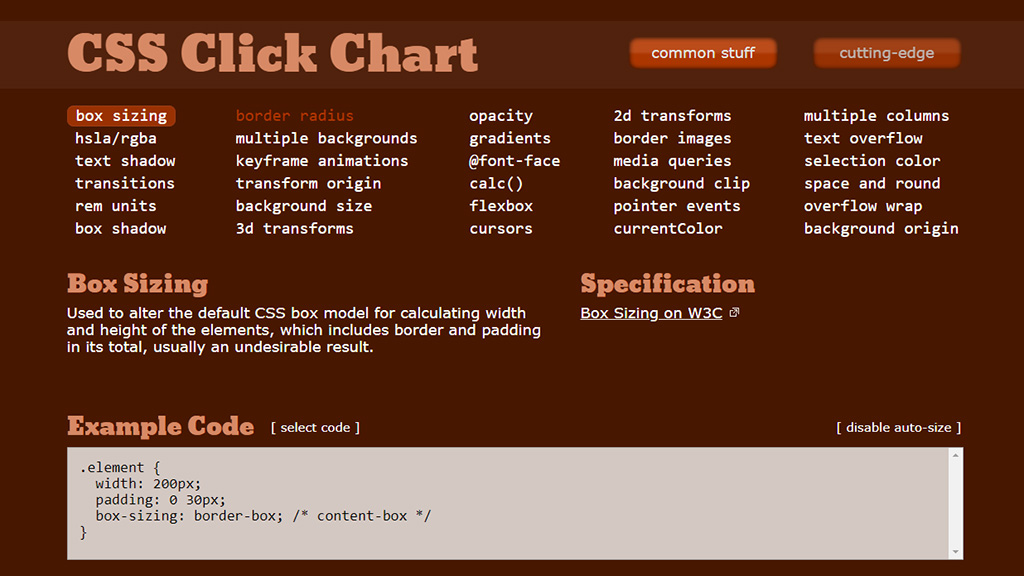 CSS Click Chart
common stuff
cutting-edge
box sizing border radius opacity 2d transforms multiple columns
hsla/rgba multiple backgrounds gradients border images text overflow
text shadow keyframe animations @font-face media queries selection color
transitions transform origin calc() background clip space and round
rem units background size flexbox pointer events overflow wrap
box shadow 3d transforms cursors currentColor background origin
Box Sizing
Used to alter the default CSS box model for calculating width
and height of the elements, which includes border and padding
in its total, usually an undesirable result.
Specification
Box Sizing on W3C
Example Code [ select code ] [ disable auto-size ]
.element {
  width: 200px;
  padding: 0 30px;
  box-sizing: border-box; /* content-box */
}